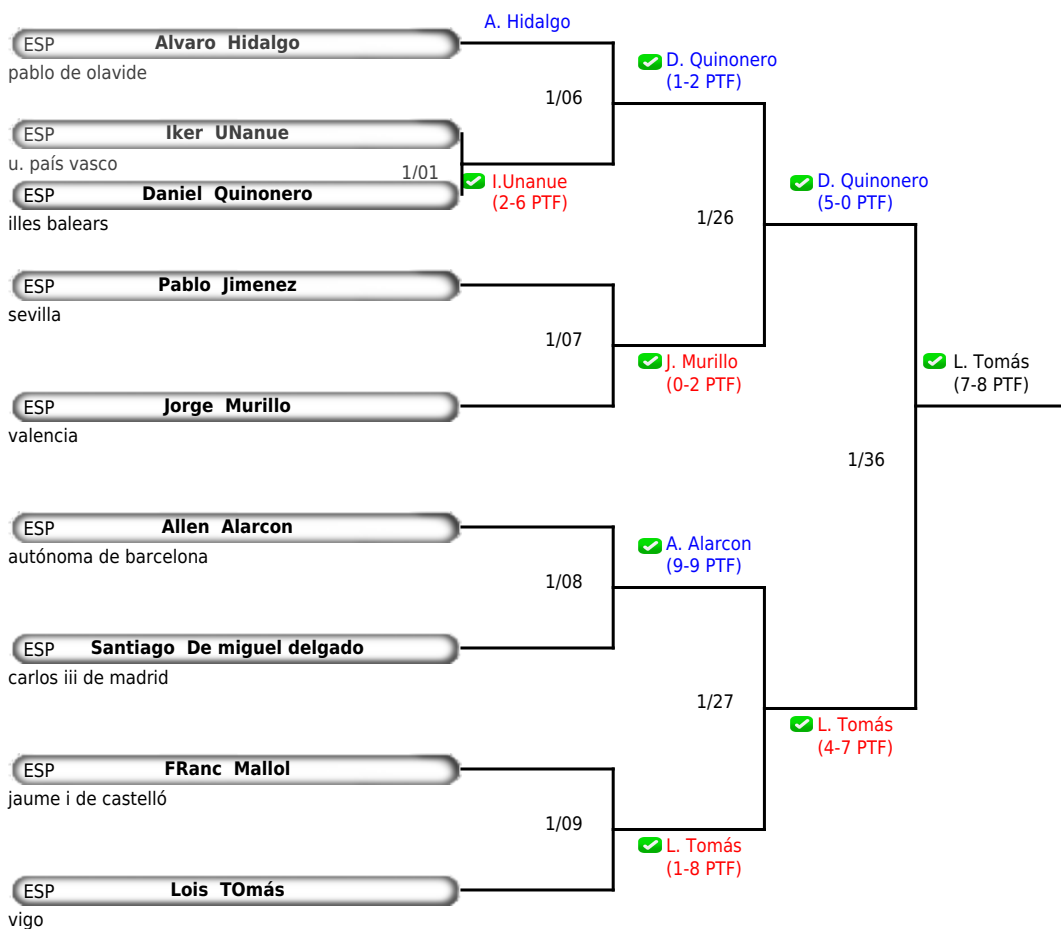 A. Hidalgo
ESP Alvaro Hidalgo
pablo de olavide
D. Quinonero
(1-2 PTF)
1/06
ESP Iker UNanue
u. país vasco
1/01
I.Unanue
(2-6 PTF)
ESP Daniel Quinonero
illes balears
D. Quinonero
(5-0 PTF)
1/26
ESP Pablo Jimenez
sevilla
1/07
J. Murillo
(0-2 PTF)
L. Tomás
(7-8 PTF)
ESP Jorge Murillo
valencia
1/36
ESP Allen Alarcon
autónoma de barcelona
A. Alarcon
(9-9 PTF)
1/08
ESP Santiago De miguel delgado
carlos iii de madrid
1/27
L. Tomás
(4-7 PTF)
ESP FRanc Mallol
jaume i de castelló
1/09
L. Tomás
(1-8 PTF)
ESP Lois TOmás
vigo